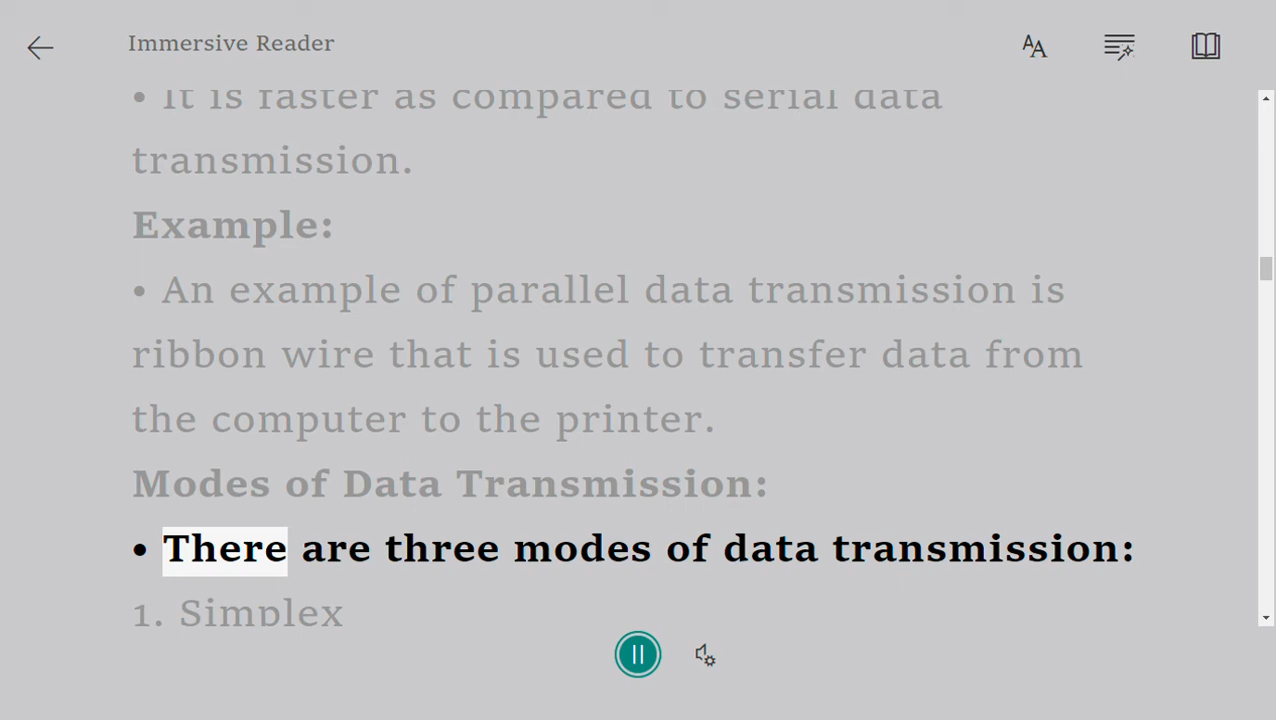 Immersive Reader
• It is faster as compared to serial data
transmission.
Example:
• An example of parallel data transmission is
ribbon wire that is used to transfer data from
the computer to the printer.
Modes of Data Transmission:
• There are three modes of data transmission:
1. Simplex